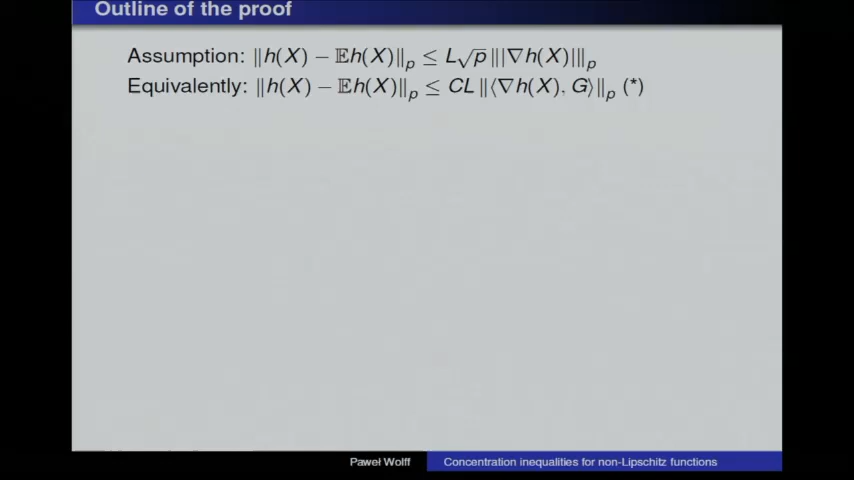 Outline of the proof
Assumption: ‖h(X) − 𝔼h(X)‖_p ≤ L√p ‖|∇h(X)|‖_p
Equivalently: ‖h(X) − 𝔼h(X)‖_p ≤ CL ‖⟨∇h(X), G⟩‖_p (*)
Paweł Wolff Concentration inequalities for non-Lipschitz functions